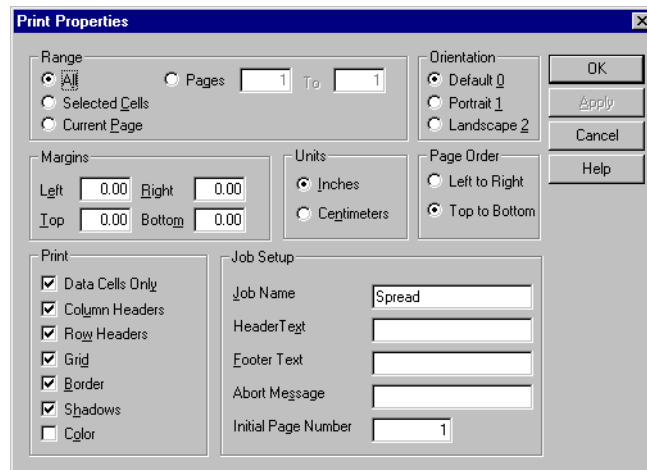 Print Properties
Range
All
Pages 1 To 1
Selected Cells
Current Page
Orientation
Default 0
Portrait 1
Landscape 2
OK
Apply
Cancel
Help
Margins
Left 0.00 Right 0.00
Top 0.00 Bottom 0.00
Units
Inches
Centimeters
Page Order
Left to Right
Top to Bottom
Print
Data Cells Only
Column Headers
Row Headers
Grid
Border
Shadows
Color
Job Setup
Job Name Spread
HeaderText
Footer Text
Abort Message
Initial Page Number 1